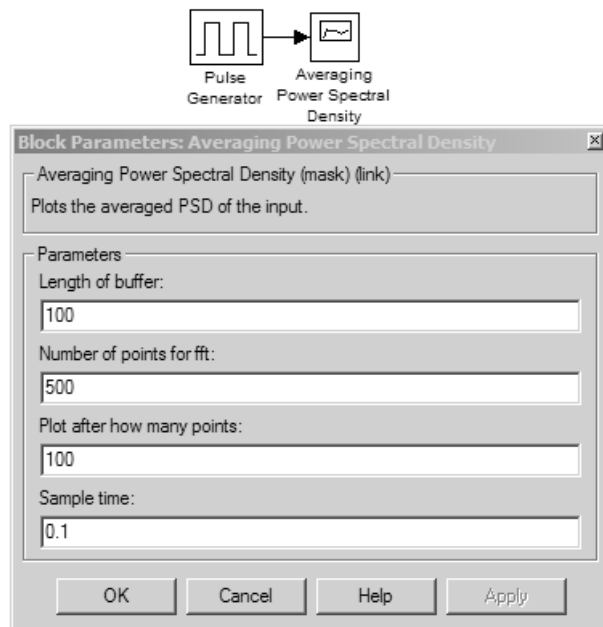 Pulse
Generator
Averaging
Power Spectral
Density
Block Parameters: Averaging Power Spectral Density
Averaging Power Spectral Density (mask) (link)
Plots the averaged PSD of the input.
Parameters
Length of buffer:
100
Number of points for fft:
500
Plot after how many points:
100
Sample time:
0.1
OK
Cancel
Help
Apply